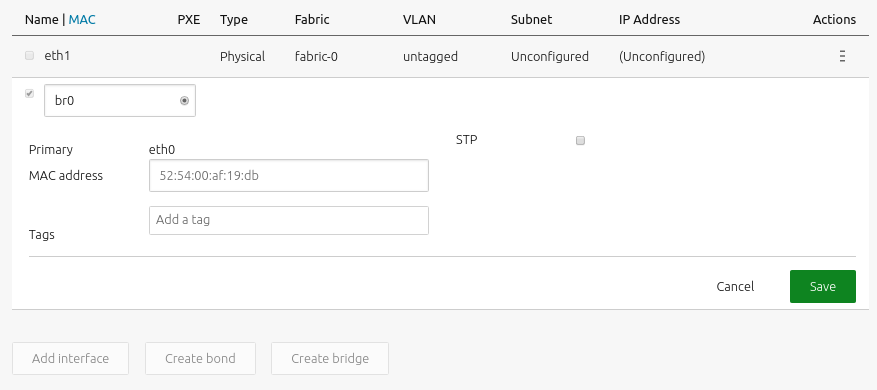 Name | MAC PXE Type Fabric VLAN Subnet IP Address Actions
eth1 Physical fabric-0 untagged Unconfigured (Unconfigured)
br0
Primary eth0 STP
MAC address 52:54:00:af:19:db
Tags Add a tag
Cancel Save
Add interface Create bond Create bridge